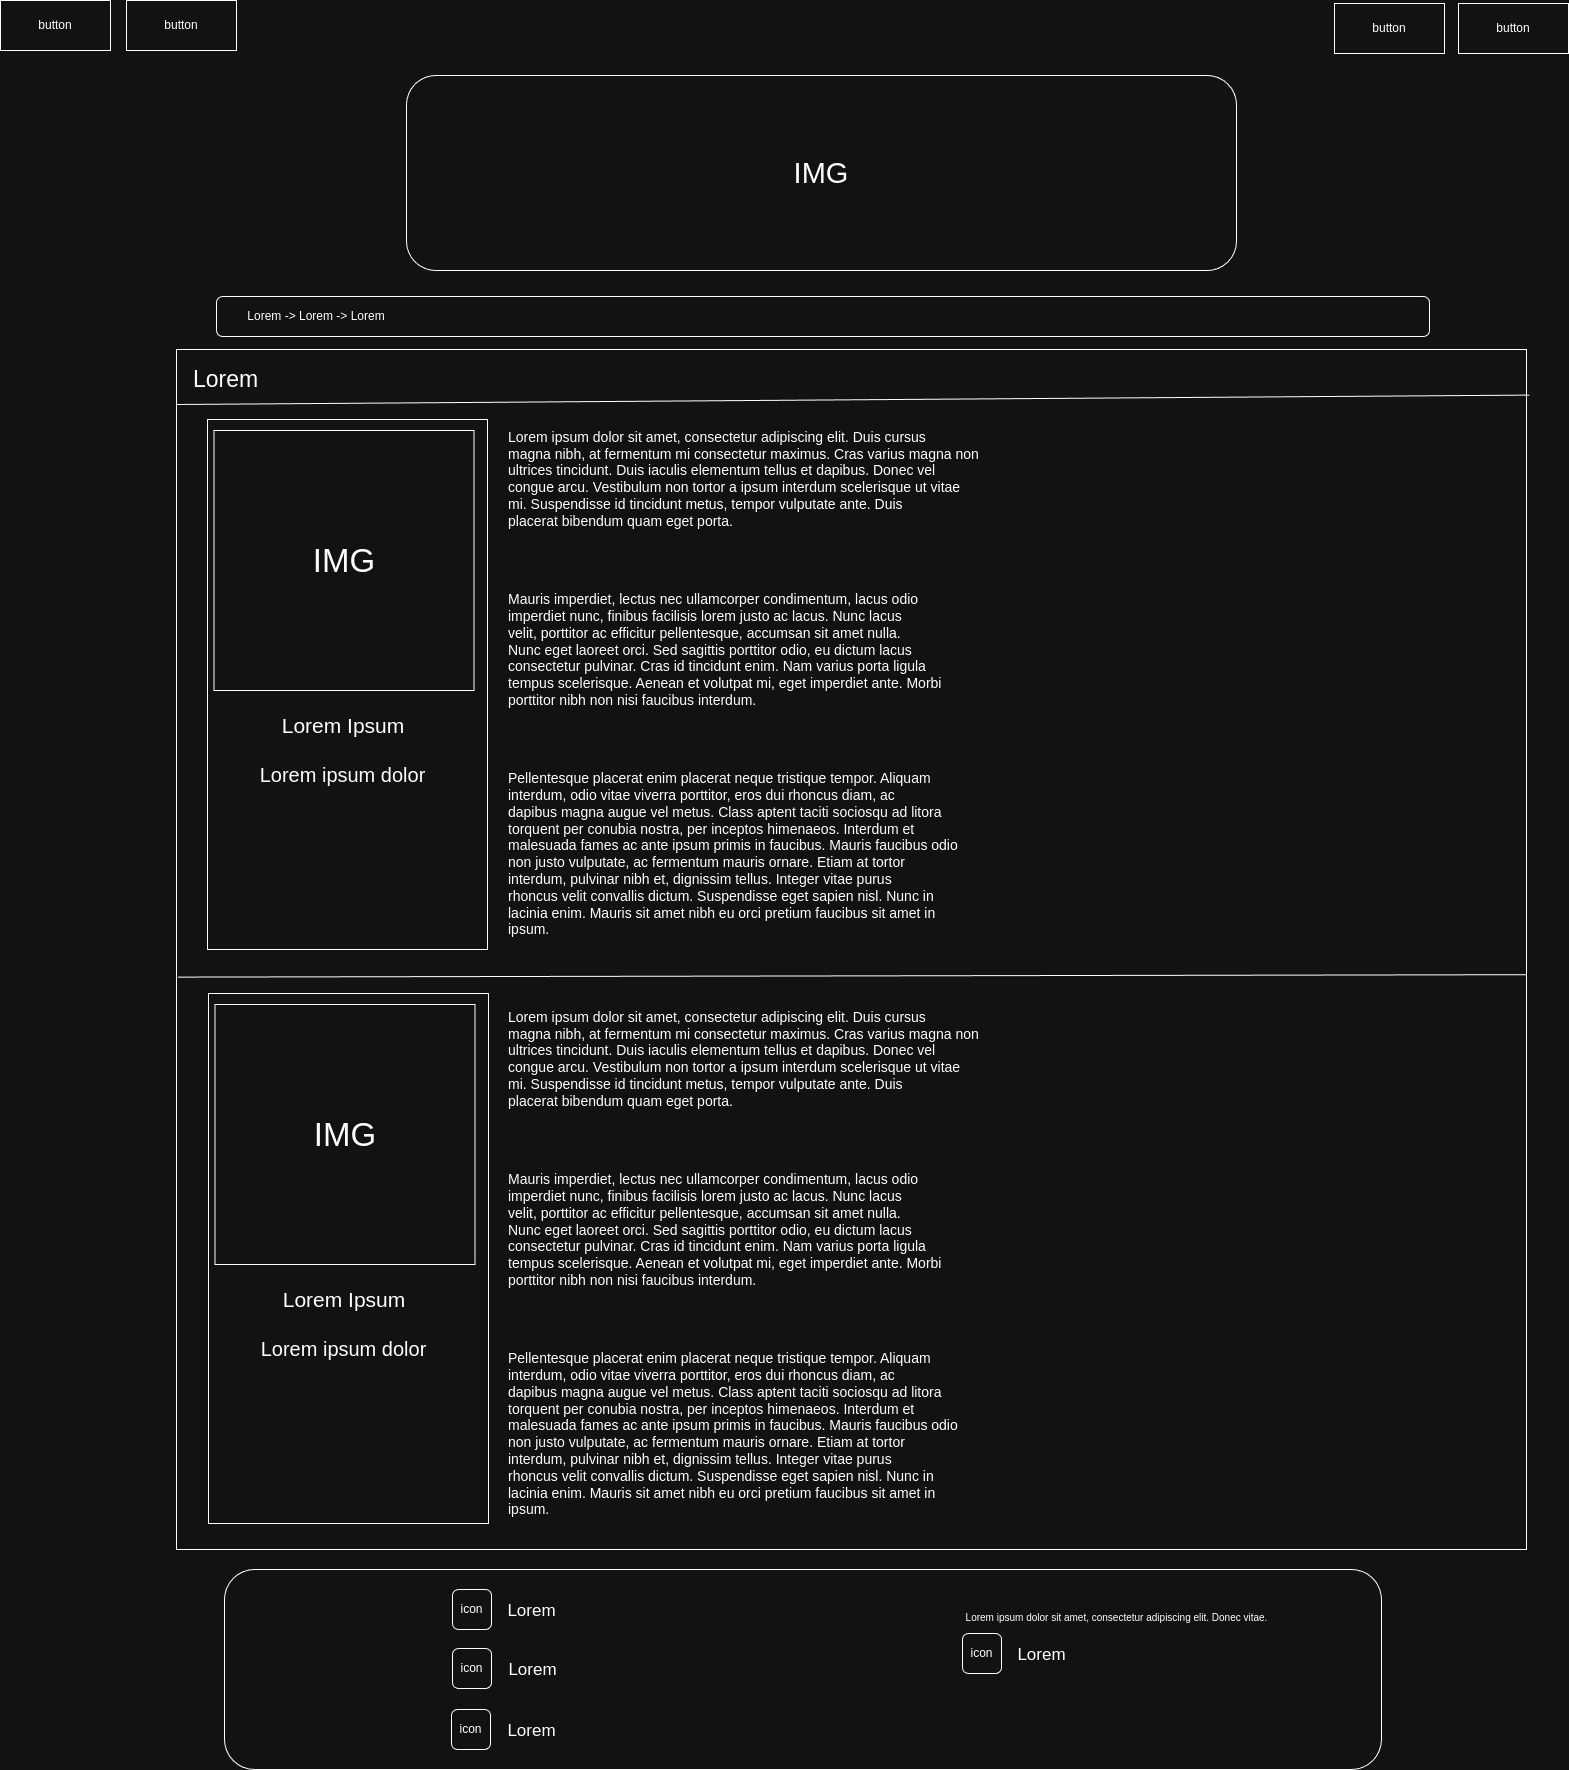 button
button
button
button
IMG
Lorem -> Lorem -> Lorem
Lorem
IMG
Lorem Ipsum
Lorem ipsum dolor
Lorem ipsum dolor sit amet, consectetur adipiscing elit. Duis cursus
magna nibh, at fermentum mi consectetur maximus. Cras varius magna non
ultrices tincidunt. Duis iaculis elementum tellus et dapibus. Donec vel
congue arcu. Vestibulum non tortor a ipsum interdum scelerisque ut vitae
mi. Suspendisse id tincidunt metus, tempor vulputate ante. Duis
placerat bibendum quam eget porta.
Mauris imperdiet, lectus nec ullamcorper condimentum, lacus odio
imperdiet nunc, finibus facilisis lorem justo ac lacus. Nunc lacus
velit, porttitor ac efficitur pellentesque, accumsan sit amet nulla.
Nunc eget laoreet orci. Sed sagittis porttitor odio, eu dictum lacus
consectetur pulvinar. Cras id tincidunt enim. Nam varius porta ligula
tempus scelerisque. Aenean et volutpat mi, eget imperdiet ante. Morbi
porttitor nibh non nisi faucibus interdum.
Pellentesque placerat enim placerat neque tristique tempor. Aliquam
interdum, odio vitae viverra porttitor, eros dui rhoncus diam, ac
dapibus magna augue vel metus. Class aptent taciti sociosqu ad litora
torquent per conubia nostra, per inceptos himenaeos. Interdum et
malesuada fames ac ante ipsum primis in faucibus. Mauris faucibus odio
non justo vulputate, ac fermentum mauris ornare. Etiam at tortor
interdum, pulvinar nibh et, dignissim tellus. Integer vitae purus
rhoncus velit convallis dictum. Suspendisse eget sapien nisl. Nunc in
lacinia enim. Mauris sit amet nibh eu orci pretium faucibus sit amet in
ipsum.
IMG
Lorem Ipsum
Lorem ipsum dolor
Lorem ipsum dolor sit amet, consectetur adipiscing elit. Duis cursus
magna nibh, at fermentum mi consectetur maximus. Cras varius magna non
ultrices tincidunt. Duis iaculis elementum tellus et dapibus. Donec vel
congue arcu. Vestibulum non tortor a ipsum interdum scelerisque ut vitae
mi. Suspendisse id tincidunt metus, tempor vulputate ante. Duis
placerat bibendum quam eget porta.
Mauris imperdiet, lectus nec ullamcorper condimentum, lacus odio
imperdiet nunc, finibus facilisis lorem justo ac lacus. Nunc lacus
velit, porttitor ac efficitur pellentesque, accumsan sit amet nulla.
Nunc eget laoreet orci. Sed sagittis porttitor odio, eu dictum lacus
consectetur pulvinar. Cras id tincidunt enim. Nam varius porta ligula
tempus scelerisque. Aenean et volutpat mi, eget imperdiet ante. Morbi
porttitor nibh non nisi faucibus interdum.
Pellentesque placerat enim placerat neque tristique tempor. Aliquam
interdum, odio vitae viverra porttitor, eros dui rhoncus diam, ac
dapibus magna augue vel metus. Class aptent taciti sociosqu ad litora
torquent per conubia nostra, per inceptos himenaeos. Interdum et
malesuada fames ac ante ipsum primis in faucibus. Mauris faucibus odio
non justo vulputate, ac fermentum mauris ornare. Etiam at tortor
interdum, pulvinar nibh et, dignissim tellus. Integer vitae purus
rhoncus velit convallis dictum. Suspendisse eget sapien nisl. Nunc in
lacinia enim. Mauris sit amet nibh eu orci pretium faucibus sit amet in
ipsum.
icon Lorem
icon Lorem
icon Lorem
Lorem ipsum dolor sit amet, consectetur adipiscing elit. Donec vitae.
icon Lorem